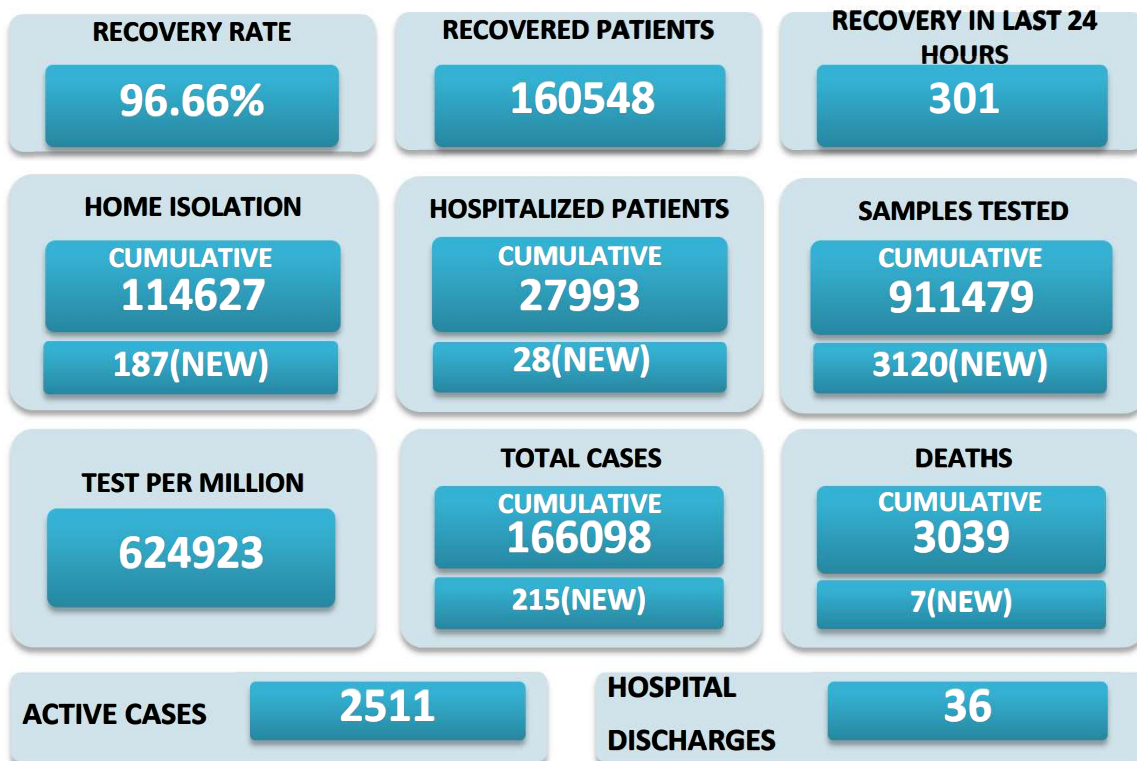 RECOVERY RATE
96.66%
RECOVERED PATIENTS
160548
RECOVERY IN LAST 24
HOURS
301
HOME ISOLATION
CUMULATIVE
114627
187(NEW)
HOSPITALIZED PATIENTS
CUMULATIVE
27993
28(NEW)
SAMPLES TESTED
CUMULATIVE
911479
3120(NEW)
TEST PER MILLION
624923
TOTAL CASES
CUMULATIVE
166098
215(NEW)
DEATHS
CUMULATIVE
3039
7(NEW)
ACTIVE CASES
2511
HOSPITAL
DISCHARGES
36